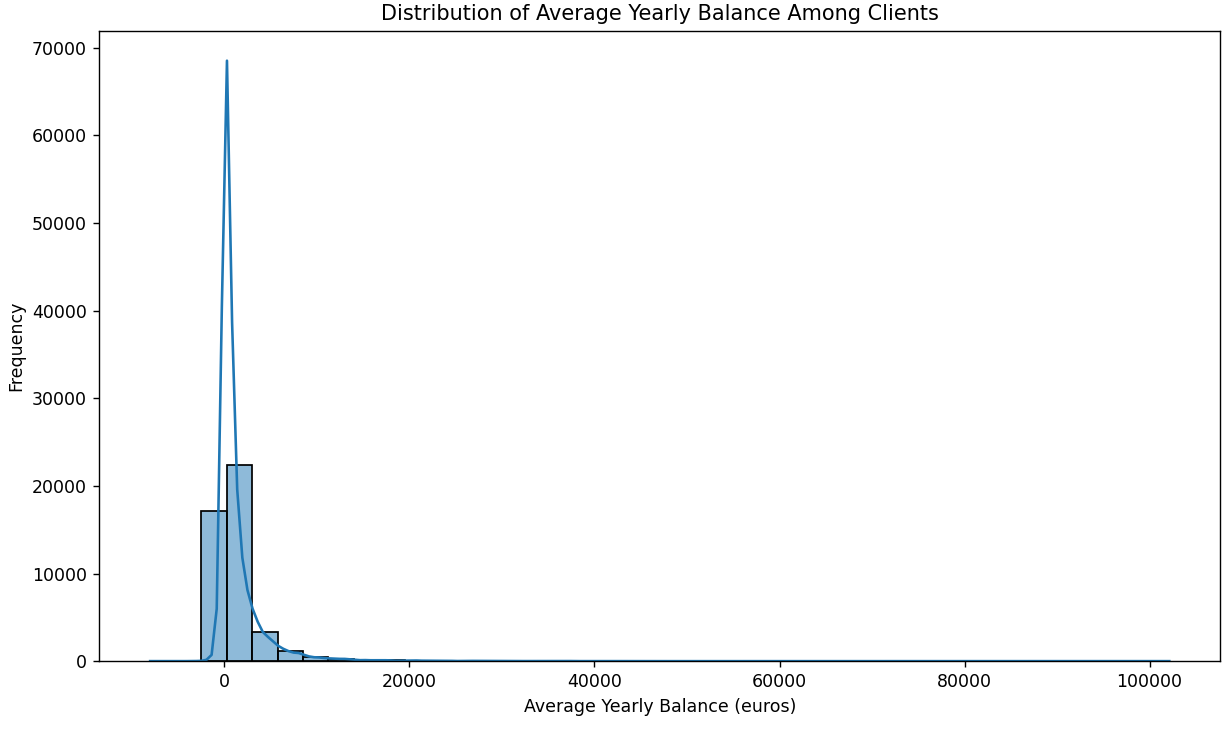 Distribution of Average Yearly Balance Among Clients
70000
60000
50000
40000
30000
20000
10000
0
Frequency
0 20000 40000 60000 80000 100000
Average Yearly Balance (euros)